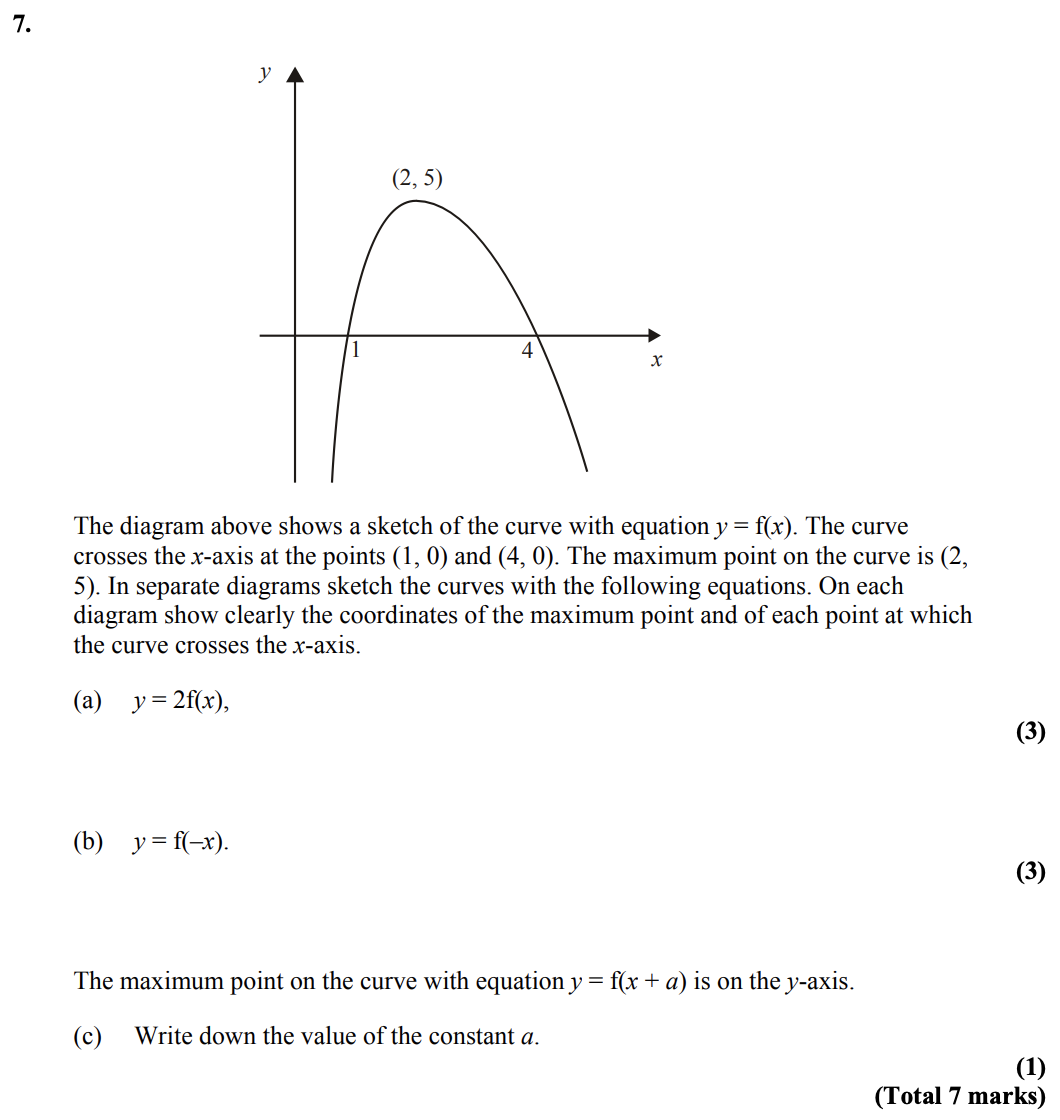 7.
y
(2, 5)
1
4
x
The diagram above shows a sketch of the curve with equation y = f(x). The curve
crosses the x-axis at the points (1, 0) and (4, 0). The maximum point on the curve is (2,
5). In separate diagrams sketch the curves with the following equations. On each
diagram show clearly the coordinates of the maximum point and of each point at which
the curve crosses the x-axis.
(a) y = 2f(x),
(3)
(b) y = f(–x).
(3)
The maximum point on the curve with equation y = f(x + a) is on the y-axis.
(c) Write down the value of the constant a.
(1)
(Total 7 marks)